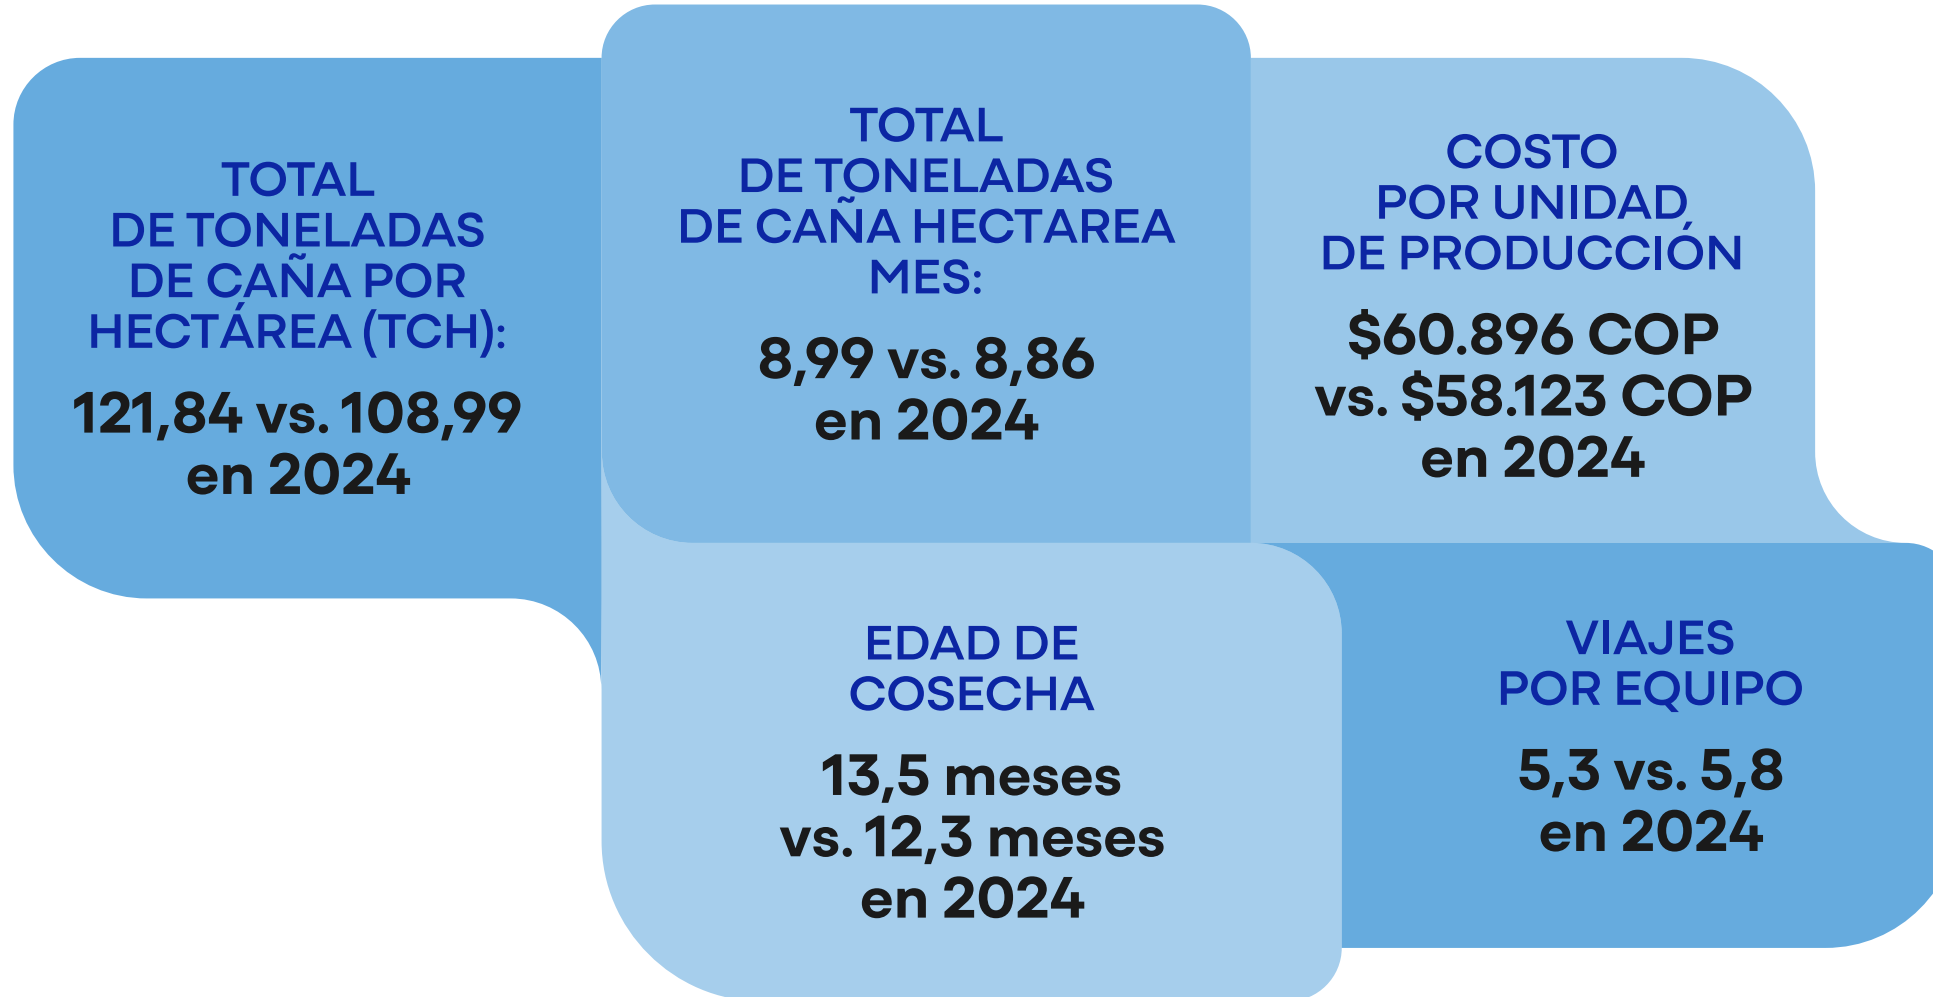 TOTAL
DE TONELADAS
DE CAÑA POR
HECTÁREA (TCH):
121,84 vs. 108,99
en 2024
TOTAL
DE TONELADAS
DE CAÑA HECTÁREA
MES:
8,99 vs. 8,86
en 2024
COSTO
POR UNIDAD
DE PRODUCCIÓN
$60.896 COP
vs. $58.123 COP
en 2024
EDAD DE
COSECHA
13,5 meses
vs. 12,3 meses
en 2024
VIAJES
POR EQUIPO
5,3 vs. 5,8
en 2024